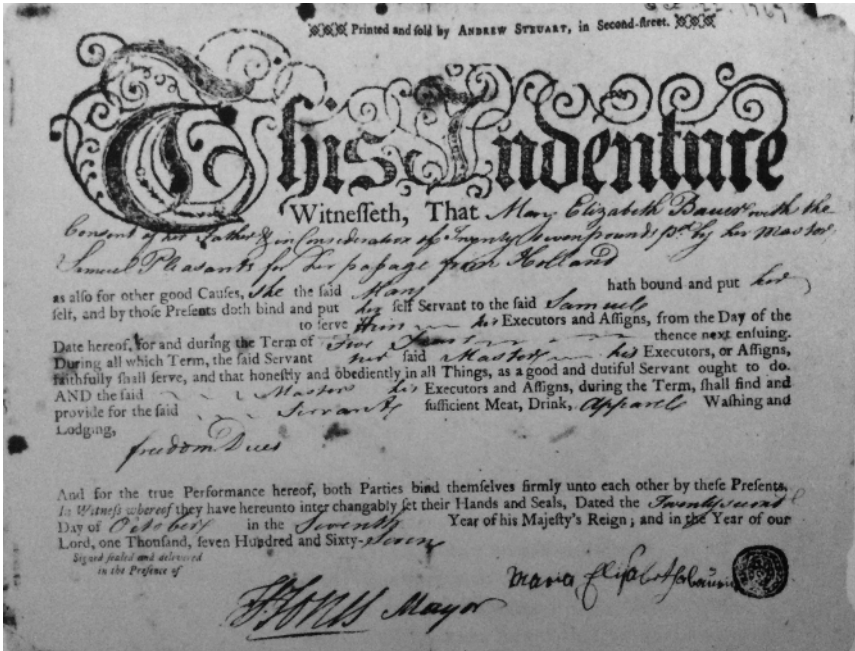 Printed and sold by ANDREW STEUART, in Second-street.
This Indenture
Witnesseth, That Mary Elizabeth Bauer with the
Consent of her father & in Consideration of Twenty seven pounds pd. by her Master
Samuel Pleasants for her passage from Holland
as also for other good Causes, She the said Mary hath bound and put her
self, and by those Presents doth bind and put her self Servant to the said Samuel
to serve Him his Executors and Assigns, from the Day of the
Date hereof, for and during the Term of Five Years thence next ensuing.
During all which Term, the said Servant her said Master his Executors, or Assigns,
faithfully shall serve, and that honestly and obediently in all Things, as a good and dutiful Servant ought to do.
AND the said Master his Executors and Assigns, during the Term, shall find and
provide for the said Servant sufficient Meat, Drink, Apparel Washing and
Lodging,
freedom Dues
And for the true Performance hereof, both Parties bind themselves firmly unto each other by these Presents,
In Witness whereof they have hereunto interchangably set their Hands and Seals, Dated the Twenty second
Day of October in the Seventh Year of his Majesty's Reign; and in the Year of our
Lord, one Thousand, seven Hundred and Sixty-Seven
Signed sealed and delivered
in the Presence of
Maria Elisabetha
Mayor